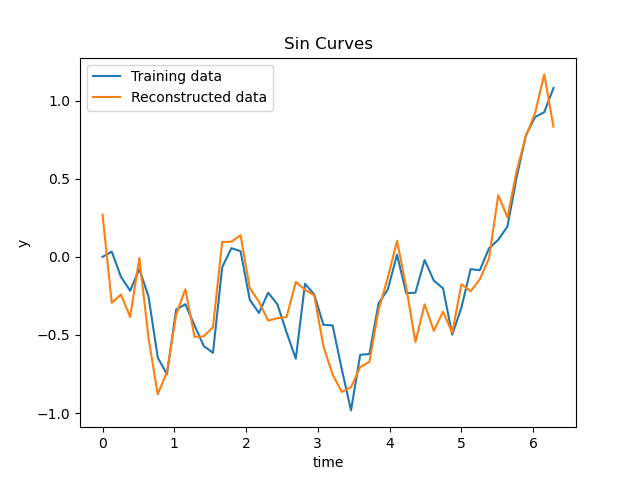 Sin Curves
Training data
Reconstructed data
1.0
0.5
0.0
−0.5
−1.0
y
0 1 2 3 4 5 6
time